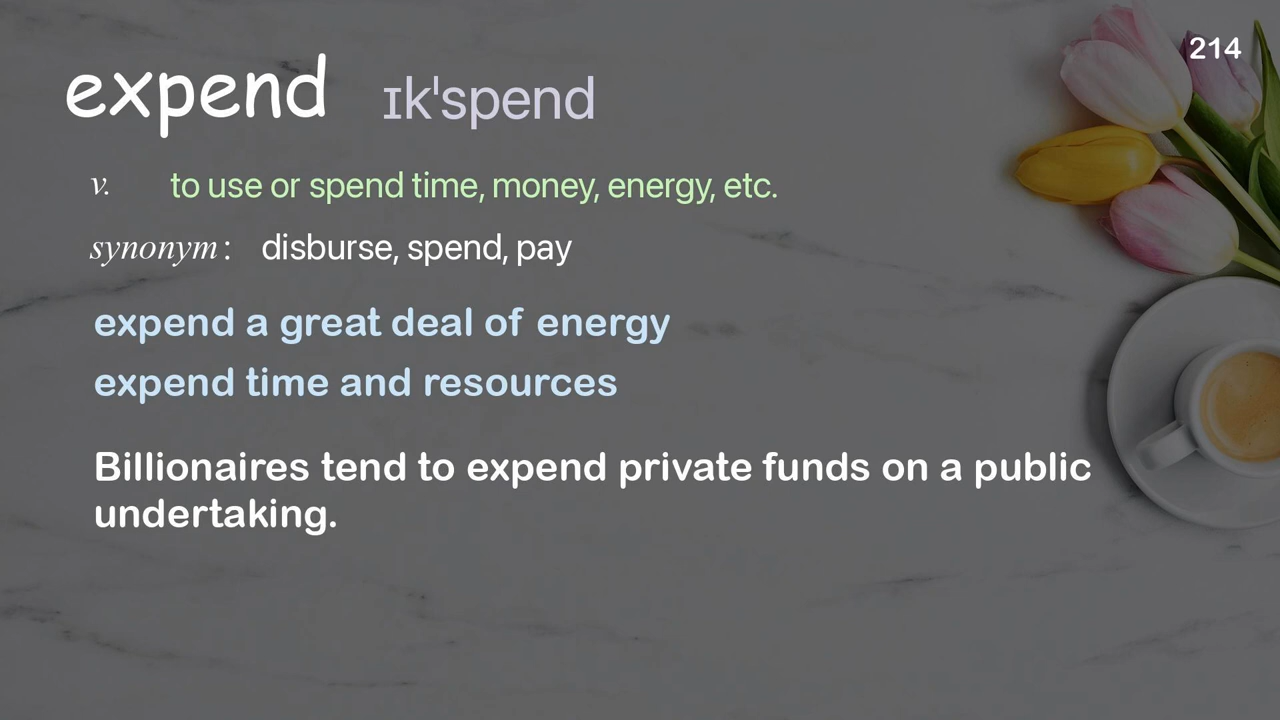 214
expend ɪkˈspend
v. to use or spend time, money, energy, etc.
synonym: disburse, spend, pay
expend a great deal of energy
expend time and resources
Billionaires tend to expend private funds on a public
undertaking.